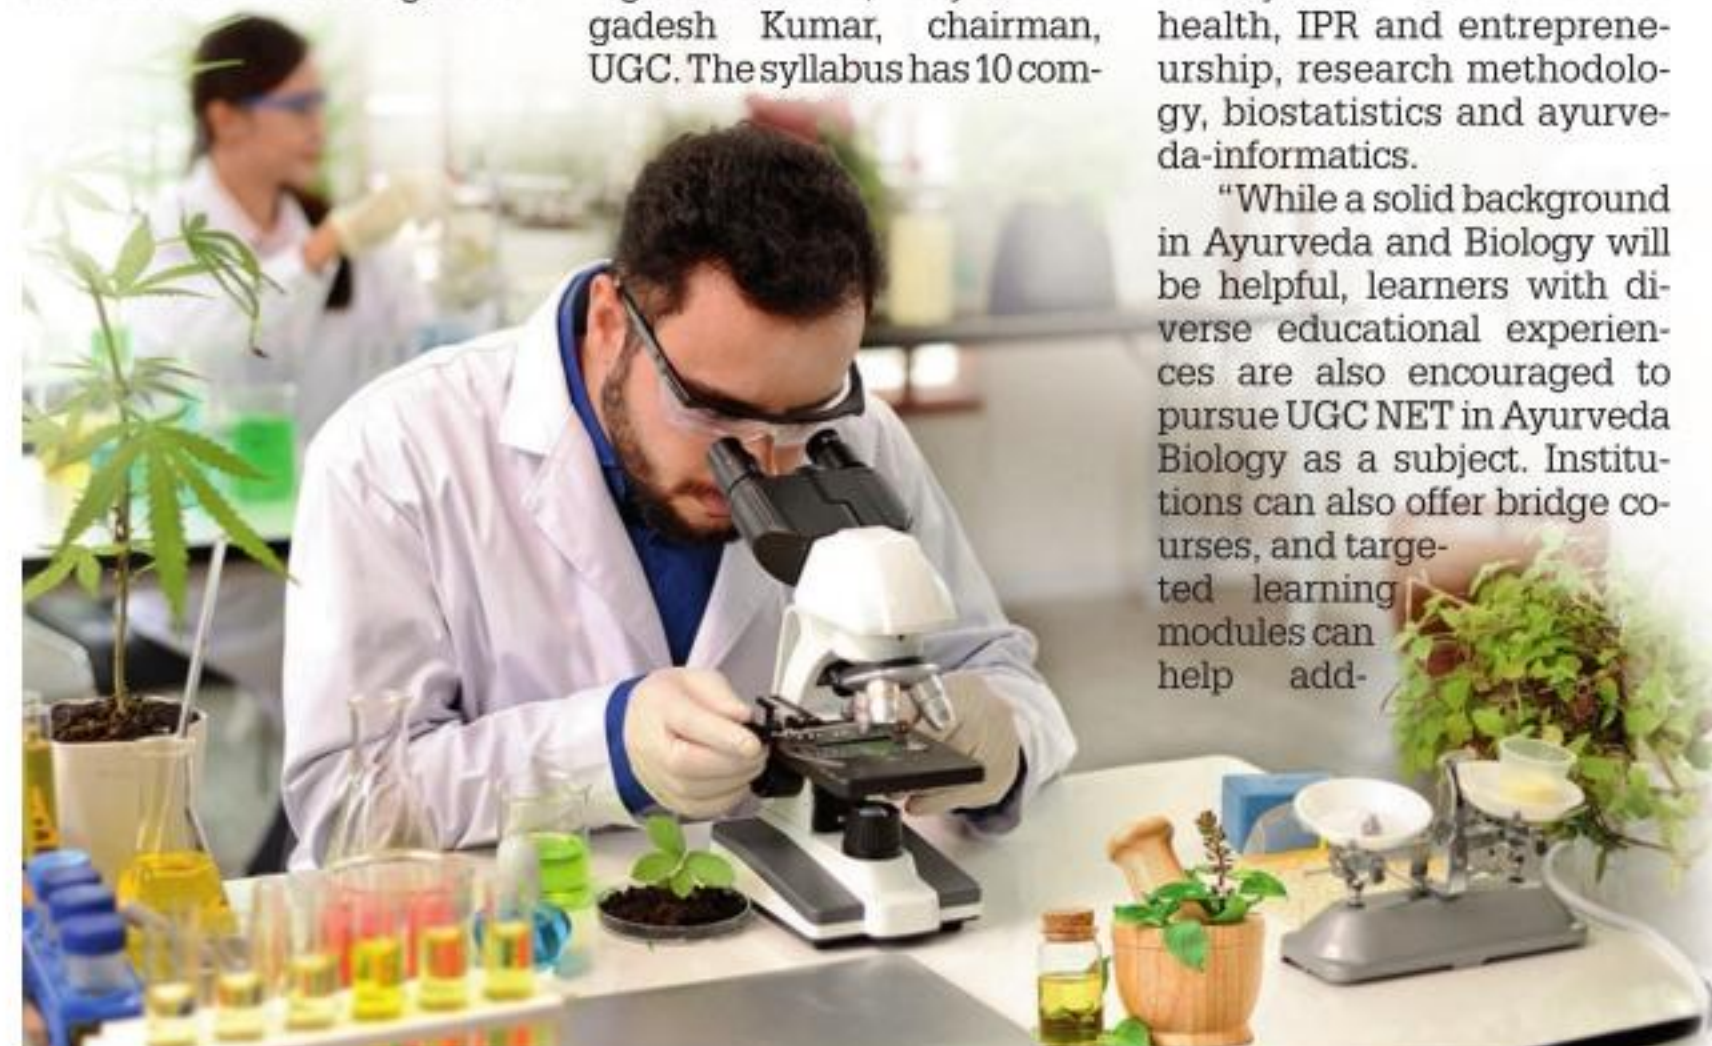 gadesh Kumar, chairman,
UGC. The syllabus has 10 com-
health, IPR and entreprene-
urship, research methodolo-
gy, biostatistics and ayurve-
da-informatics.
“While a solid background
in Ayurveda and Biology will
be helpful, learners with di-
verse educational experien-
ces are also encouraged to
pursue UGC NET in Ayurveda
Biology as a subject. Institu-
tions can also offer bridge co-
urses, and targe-
ted learning
modules can
help add-